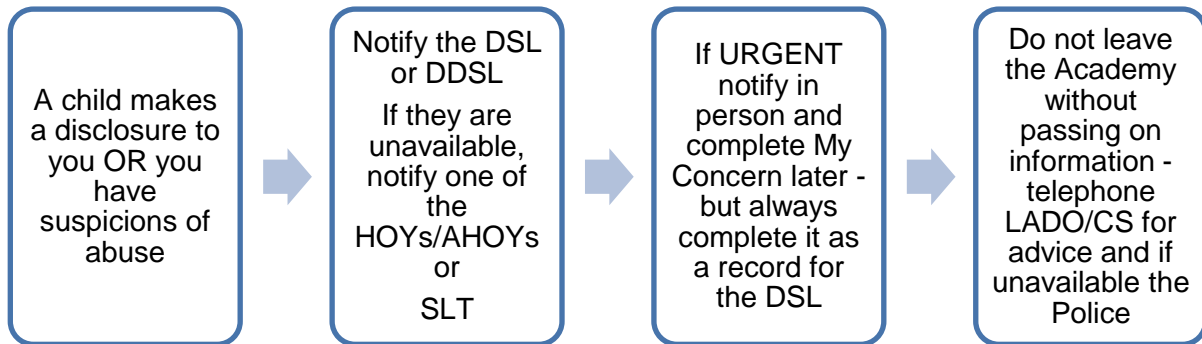 A child makes
a disclosure to
you OR you
have
suspicions of
abuse
Notify the DSL
or DDSL
If they are
unavailable,
notify one of
the
HOYs/AHOYs
or
SLT
If URGENT
notify in
person and
complete My
Concern later -
but always
complete it as
a record for
the DSL
Do not leave
the Academy
without
passing on
information -
telephone
LADO/CS for
advice and if
unavailable the
Police